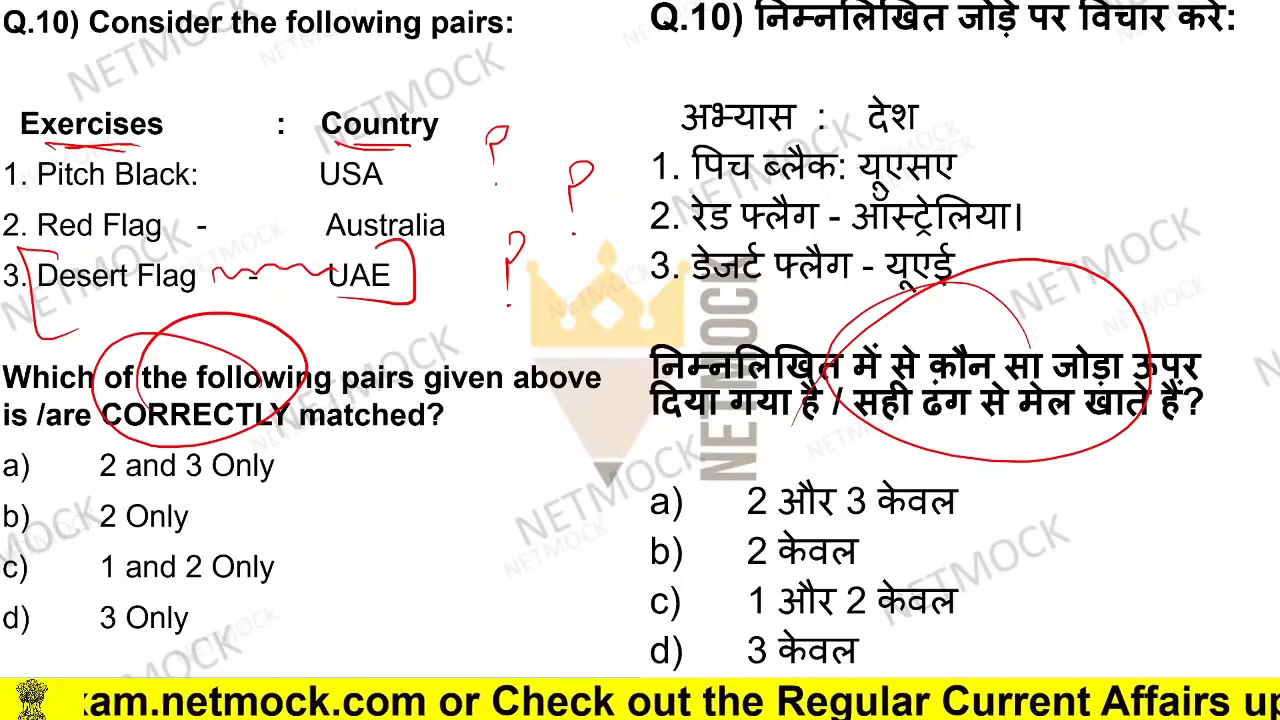 Q.10) Consider the following pairs:
Exercises : Country
1. Pitch Black: USA
2. Red Flag - Australia
3. Desert Flag - UAE
Which of the following pairs given above
is /are CORRECTLY matched?
a) 2 and 3 Only
b) 2 Only
c) 1 and 2 Only
d) 3 Only
Q.10) निम्नलिखित जोड़े पर विचार करे:
अभ्यास : देश
1. पिच ब्लैक: यूएसए
2. रेड फ्लैग - ऑस्ट्रेलिया।
3. डेजर्ट फ्लैग - यूएई
निम्नलिखित में से क़ौन सा जोड़ा ऊपर
दिया गया है / सही ढंग से मेल खाते हैं?
a) 2 और 3 केवल
b) 2 केवल
c) 1 और 2 केवल
d) 3 केवल
NETMOCK
xam.netmock.com or Check out the Regular Current Affairs up